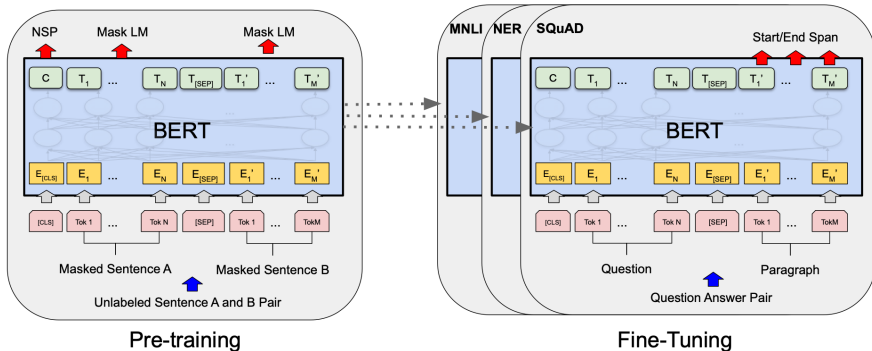 NSP Mask LM Mask LM
C T1 ... TN T[SEP] T1' ... TM'
BERT
E[CLS] E1 ... EN E[SEP] E1' ... EM'
[CLS] Tok 1 ... Tok N [SEP] Tok 1 ... TokM
Masked Sentence A Masked Sentence B
Unlabeled Sentence A and B Pair
Pre-training
MNLI NER SQuAD
Start/End Span
C T1 ... TN T[SEP] T1' ... TM'
BERT
E[CLS] E1 ... EN E[SEP] E1' ... EM'
[CLS] Tok 1 ... Tok N [SEP] Tok 1 ... TokM
Question Paragraph
Question Answer Pair
Fine-Tuning